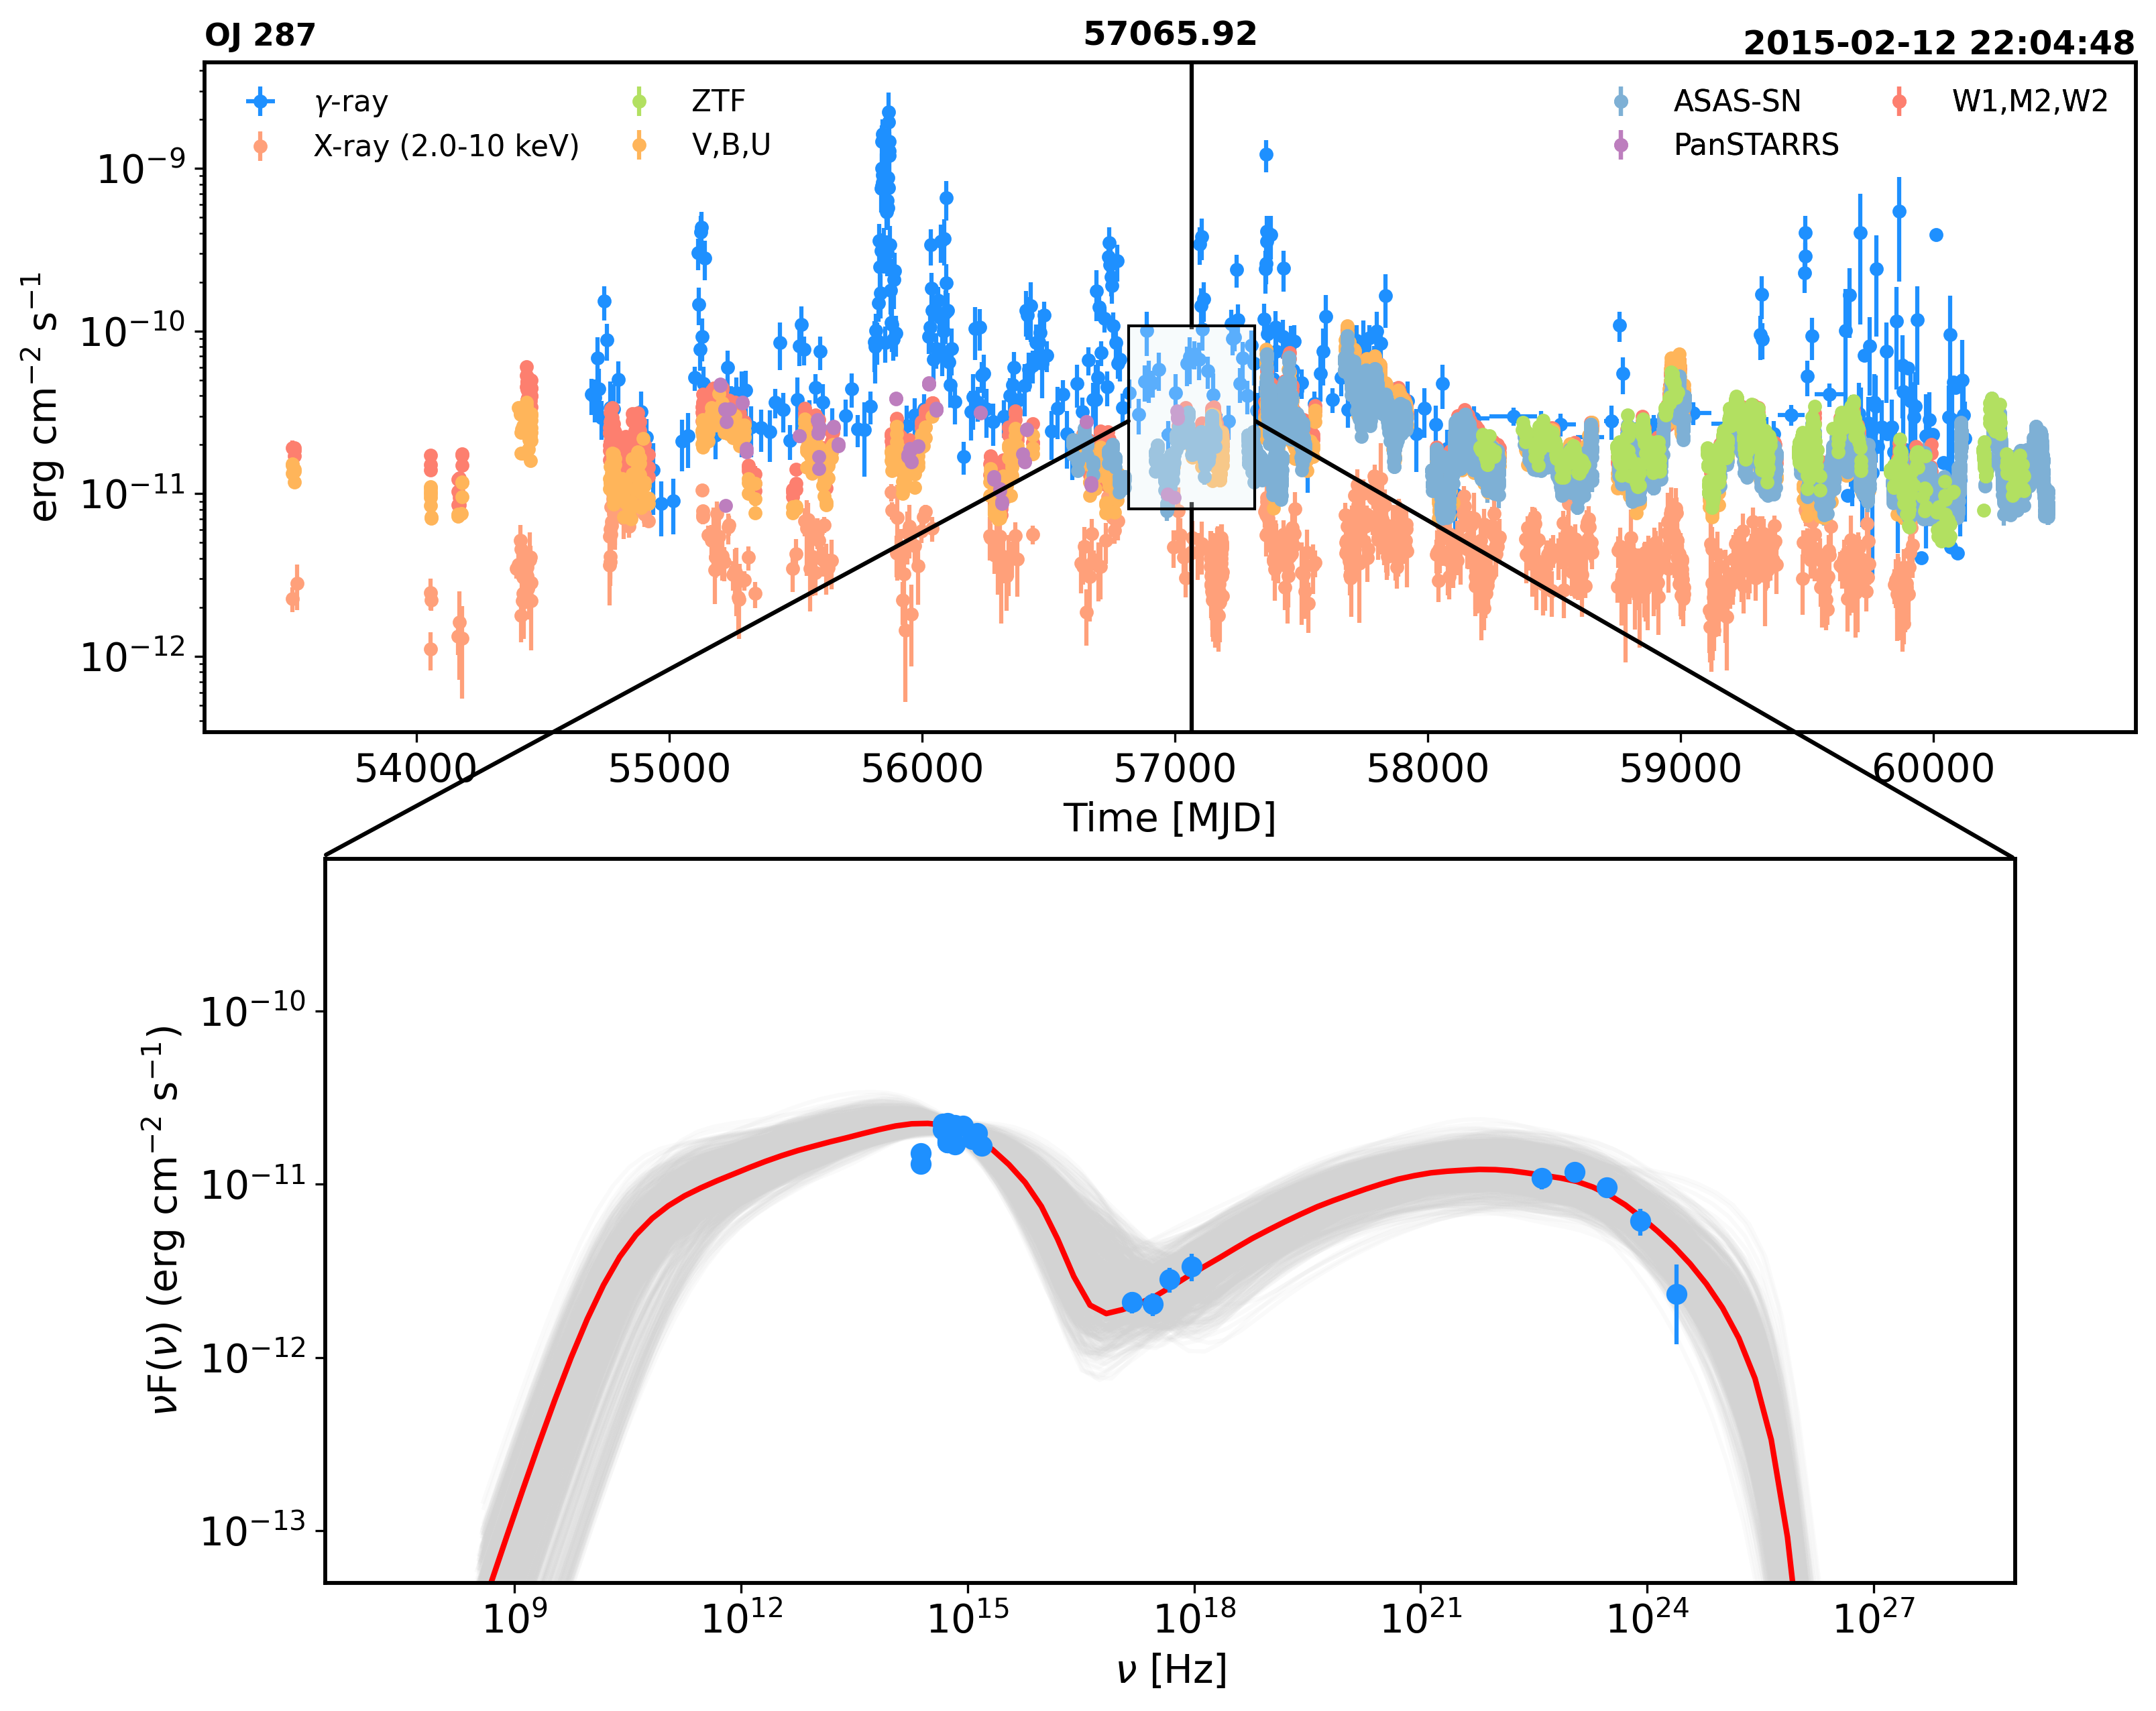 OJ 287 57065.92 2015-02-12 22:04:48
γ-ray ZTF ASAS-SN W1,M2,W2
X-ray (2.0-10 keV) V,B,U PanSTARRS
10⁻⁹
10⁻¹⁰
10⁻¹¹
10⁻¹²
erg cm⁻² s⁻¹
54000 55000 56000 57000 58000 59000 60000
Time [MJD]
10⁻¹⁰
10⁻¹¹
10⁻¹²
10⁻¹³
νF(ν) (erg cm⁻² s⁻¹)
10⁹ 10¹² 10¹⁵ 10¹⁸ 10²¹ 10²⁴ 10²⁷
ν [Hz]